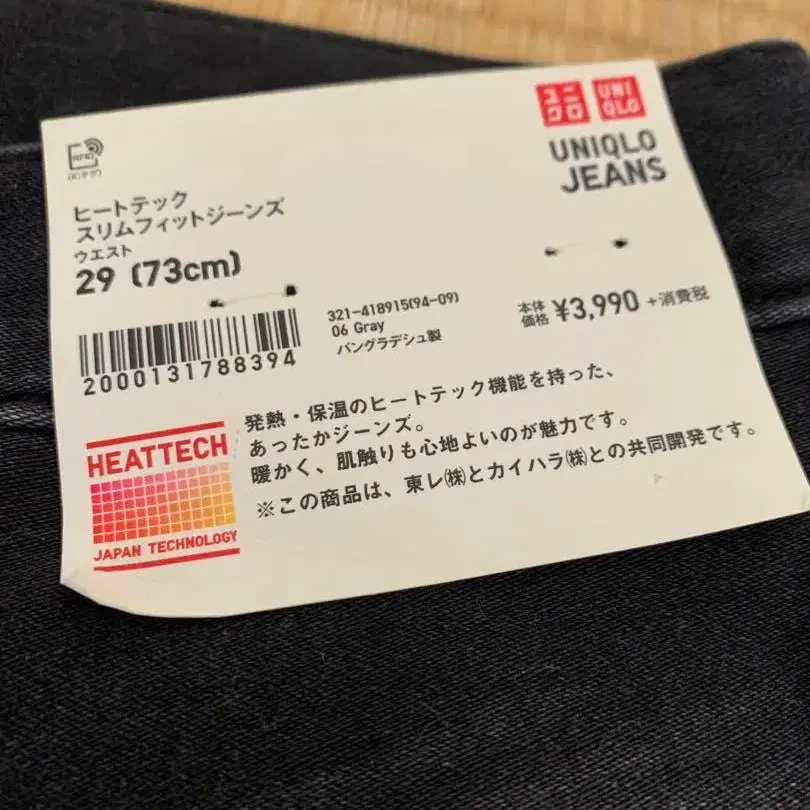 RFID
(ICタグ)
ユニ
クロ
UNI
QLO
UNIQLO
JEANS
ヒートテック
スリムフィットジーンズ
ウエスト
29 (73cm)
2000131788394
321-418915(94-09)
06 Gray
バングラデシュ製
本体
価格 ¥3,990 +消費税
HEATTECH
JAPAN TECHNOLOGY
発熱・保温のヒートテック機能を持った、
あったかジーンズ。
暖かく、肌触りも心地よいのが魅力です。
※この商品は、東レ㈱とカイハラ㈱との共同開発です。